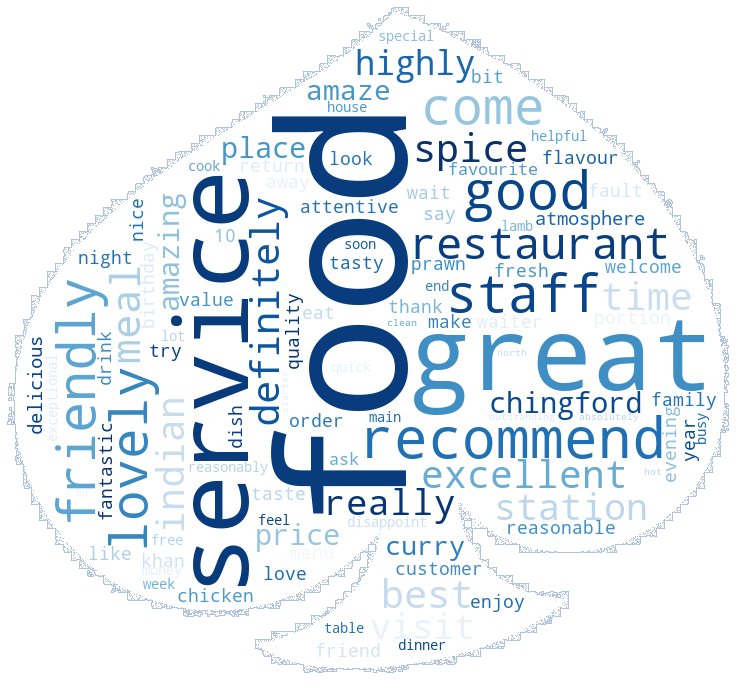 special
highly
bit
amaze
house
come
helpful
place
spice
flavour
cook
return
look
favourite
away
wait
good
fault
nice
amazing
attentive
say
lamb
atmosphere
10
definitely
soon
restaurant
night
birthday
tasty
prawn
fresh
welcome
service
food
end
staff
time
value
eat
thank
make
waiter
portion
friendly
meal
lot
clean
try
quality
great
north
delicious
drink
quick
exceptional
lovely
starter
chingford
family
indian
dish
order
main
outstanding
absolutely
year
busy
fantastic
recommend
evening
reasonably
ask
excellent
hot
taste
really
station
feel
disappoint
reasonable
free
price
like
khan
menu
curry
money
love
customer
week
chicken
best
enjoy
table
visit
friend
dinner